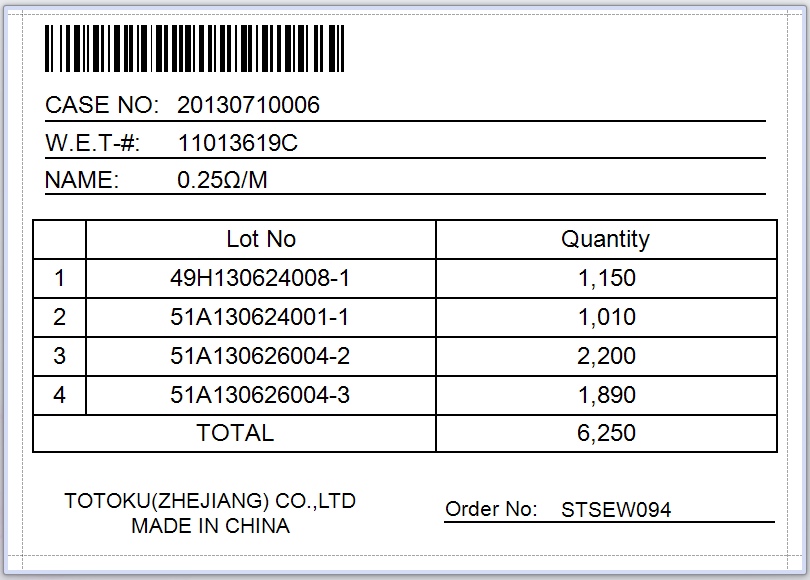 CASE NO: 20130710006
W.E.T-#: 11013619C
NAME: 0.25Ω/M
Lot No Quantity
1 49H130624008-1 1,150
2 51A130624001-1 1,010
3 51A130626004-2 2,200
4 51A130626004-3 1,890
TOTAL 6,250
TOTOKU(ZHEJIANG) CO.,LTD
MADE IN CHINA
Order No: STSEW094